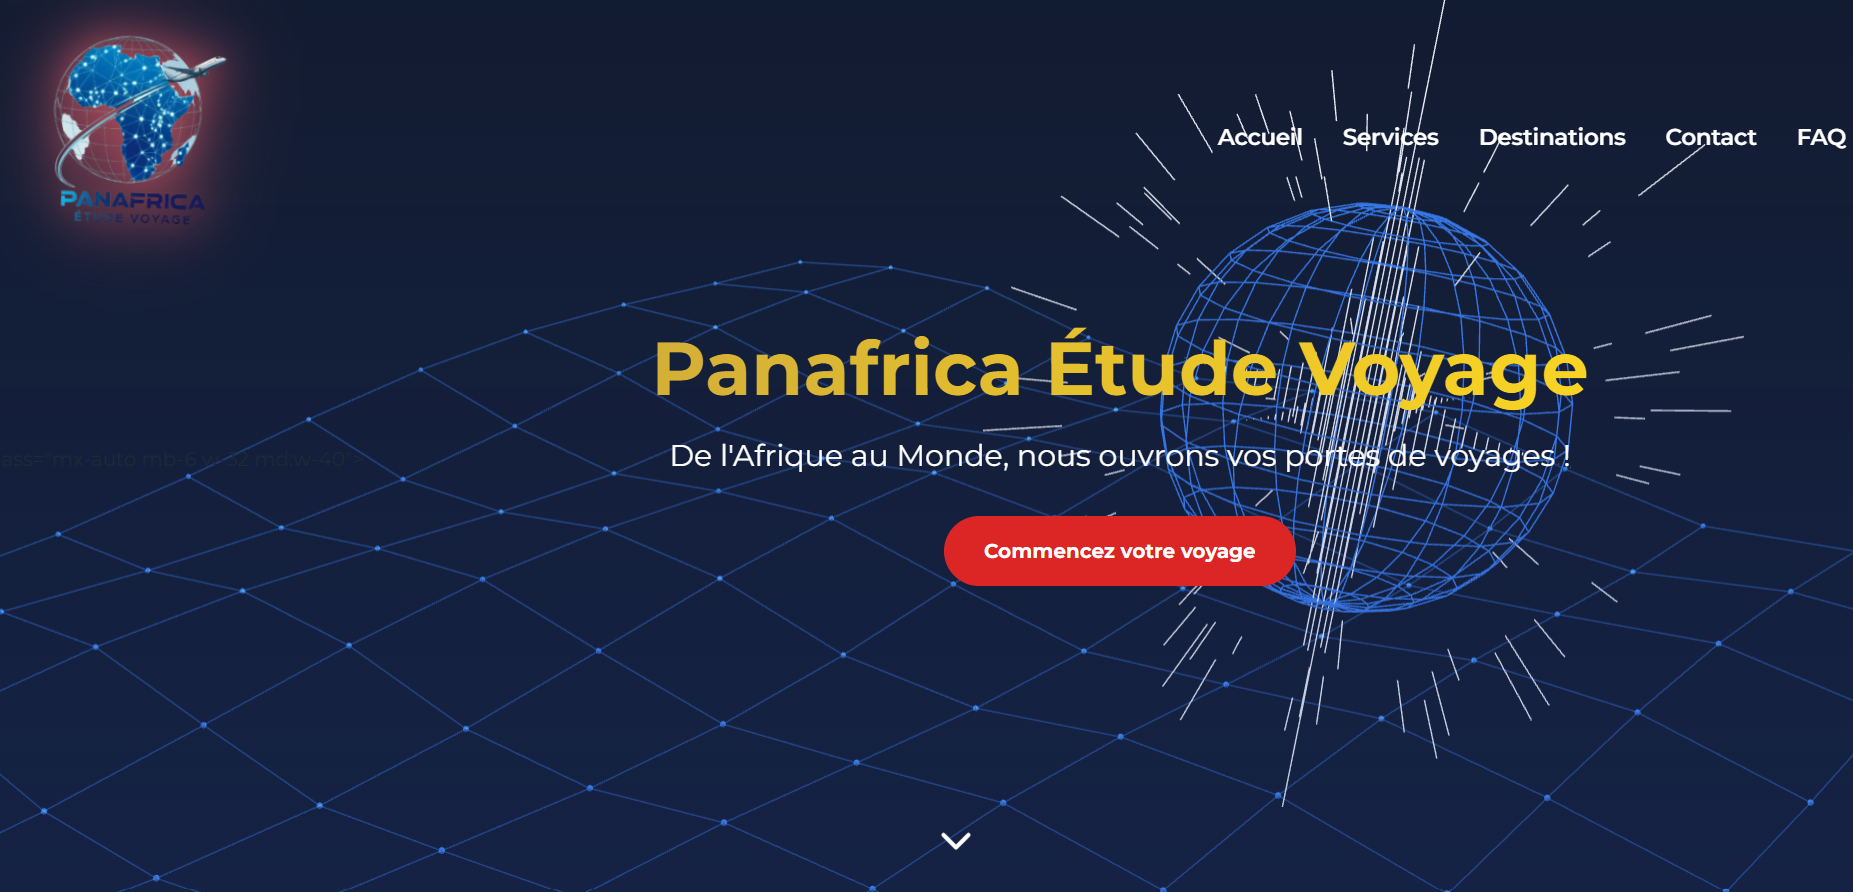 PANAFRICA
ÉTUDE VOYAGE
Accueil Services Destinations Contact FAQ
Panafrica Étude Voyage
ass="mx-auto mb-6 w-32 md:w-40">
De l'Afrique au Monde, nous ouvrons vos portes de voyages !
Commencez votre voyage